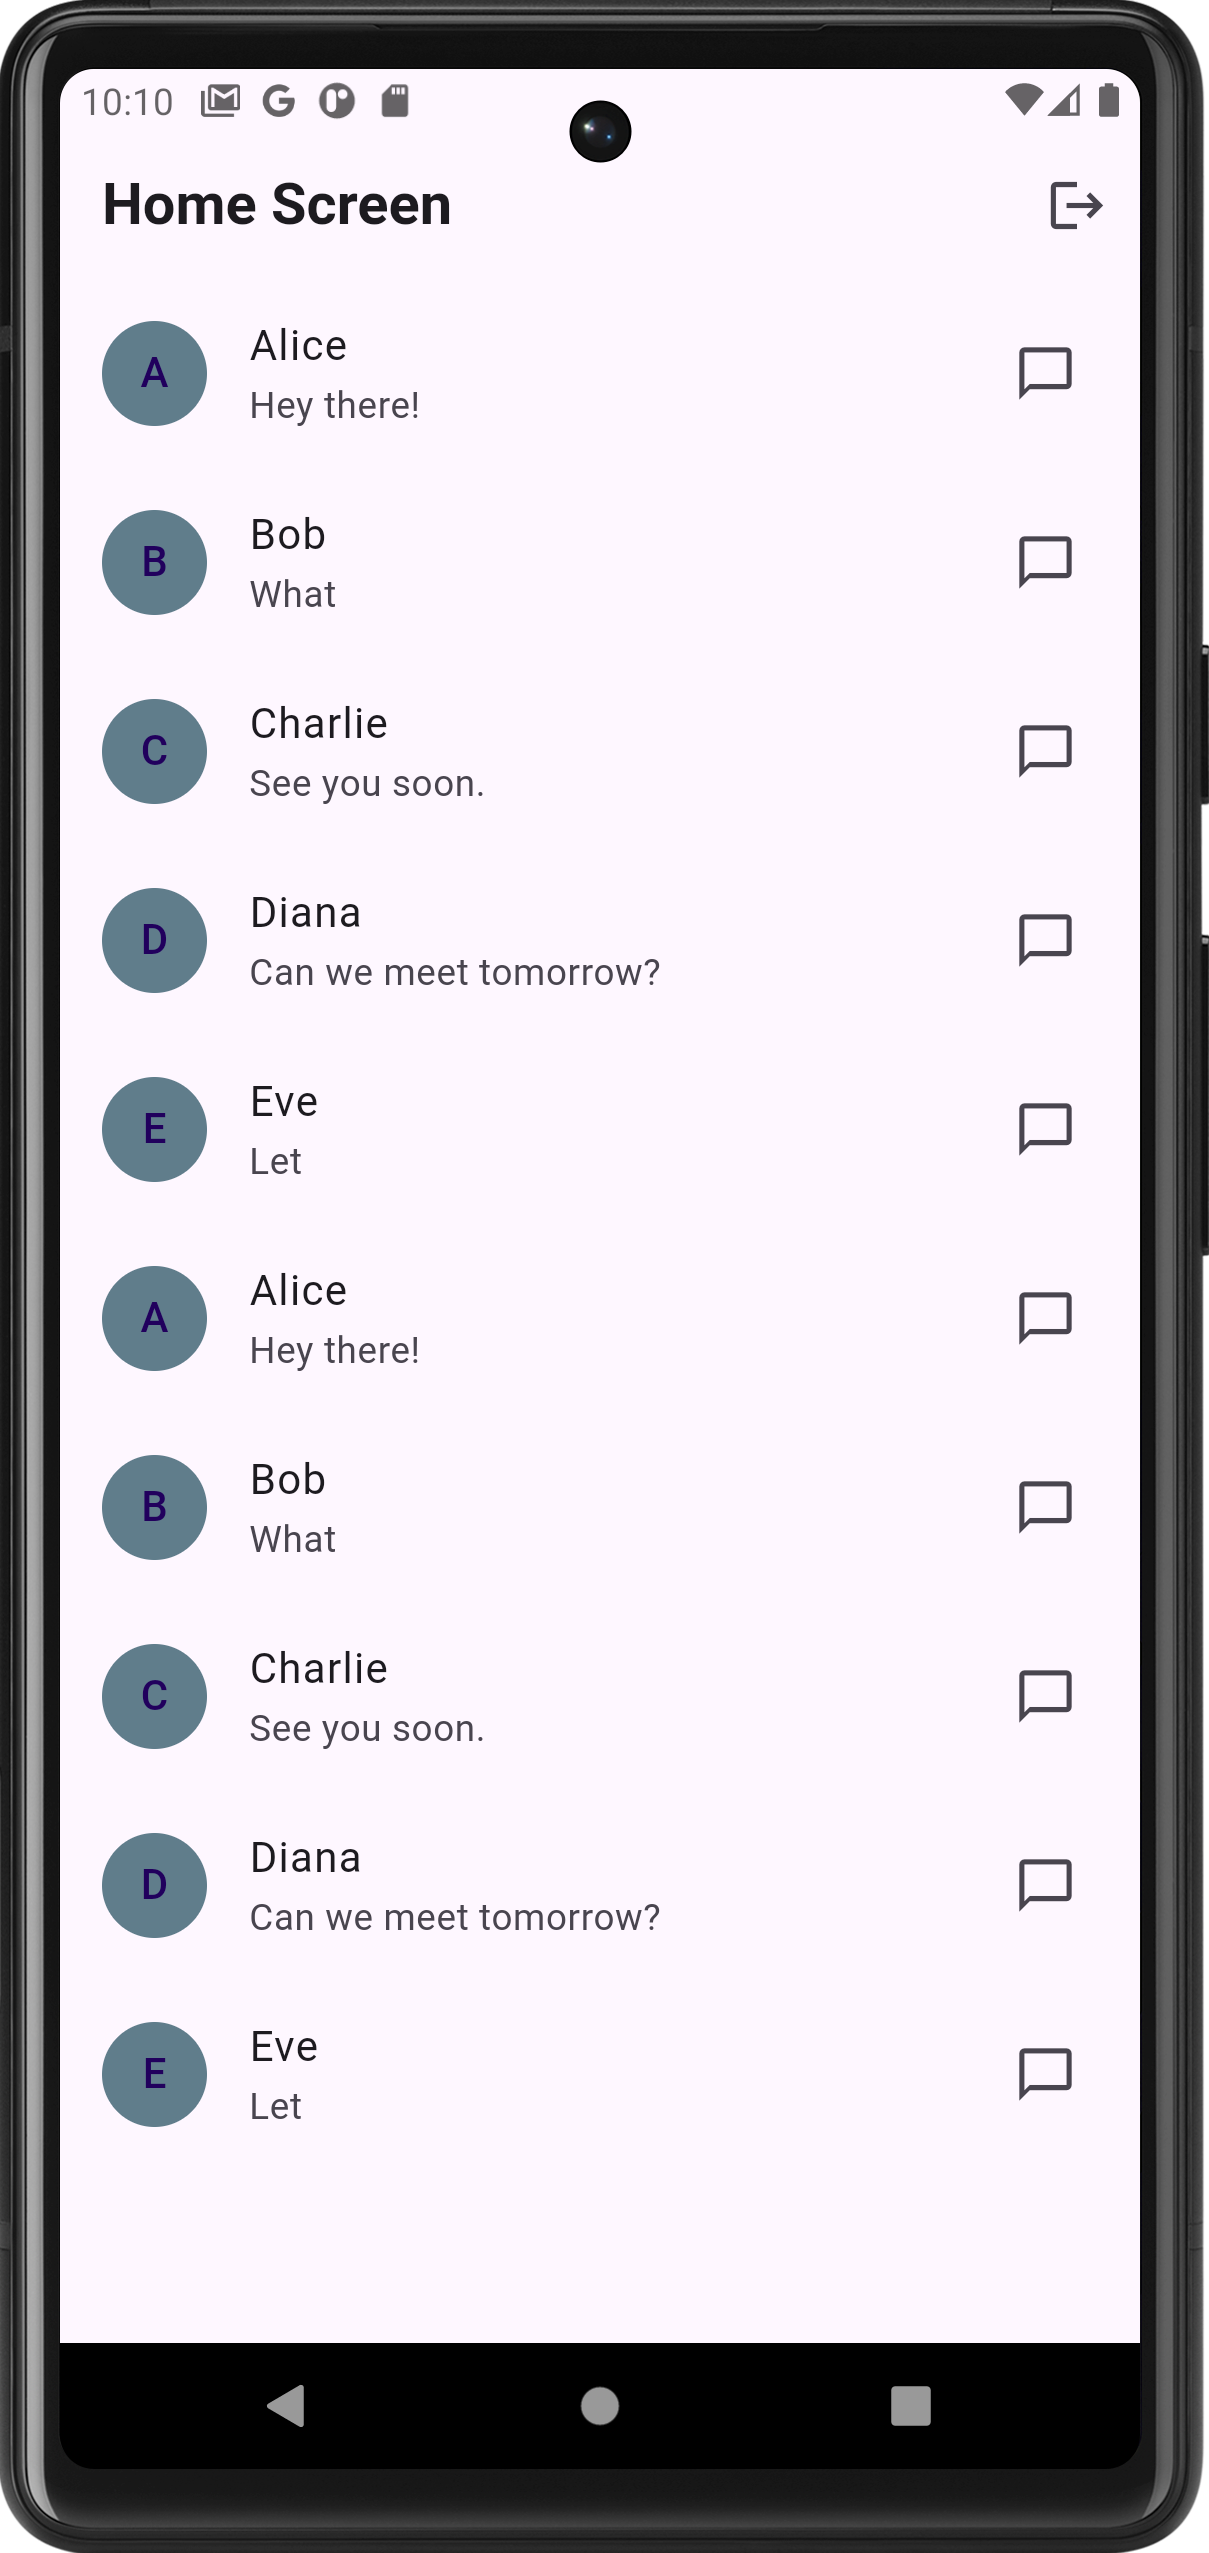 10:10
Home Screen
A
Alice
Hey there!
B
Bob
What
C
Charlie
See you soon.
D
Diana
Can we meet tomorrow?
E
Eve
Let
A
Alice
Hey there!
B
Bob
What
C
Charlie
See you soon.
D
Diana
Can we meet tomorrow?
E
Eve
Let